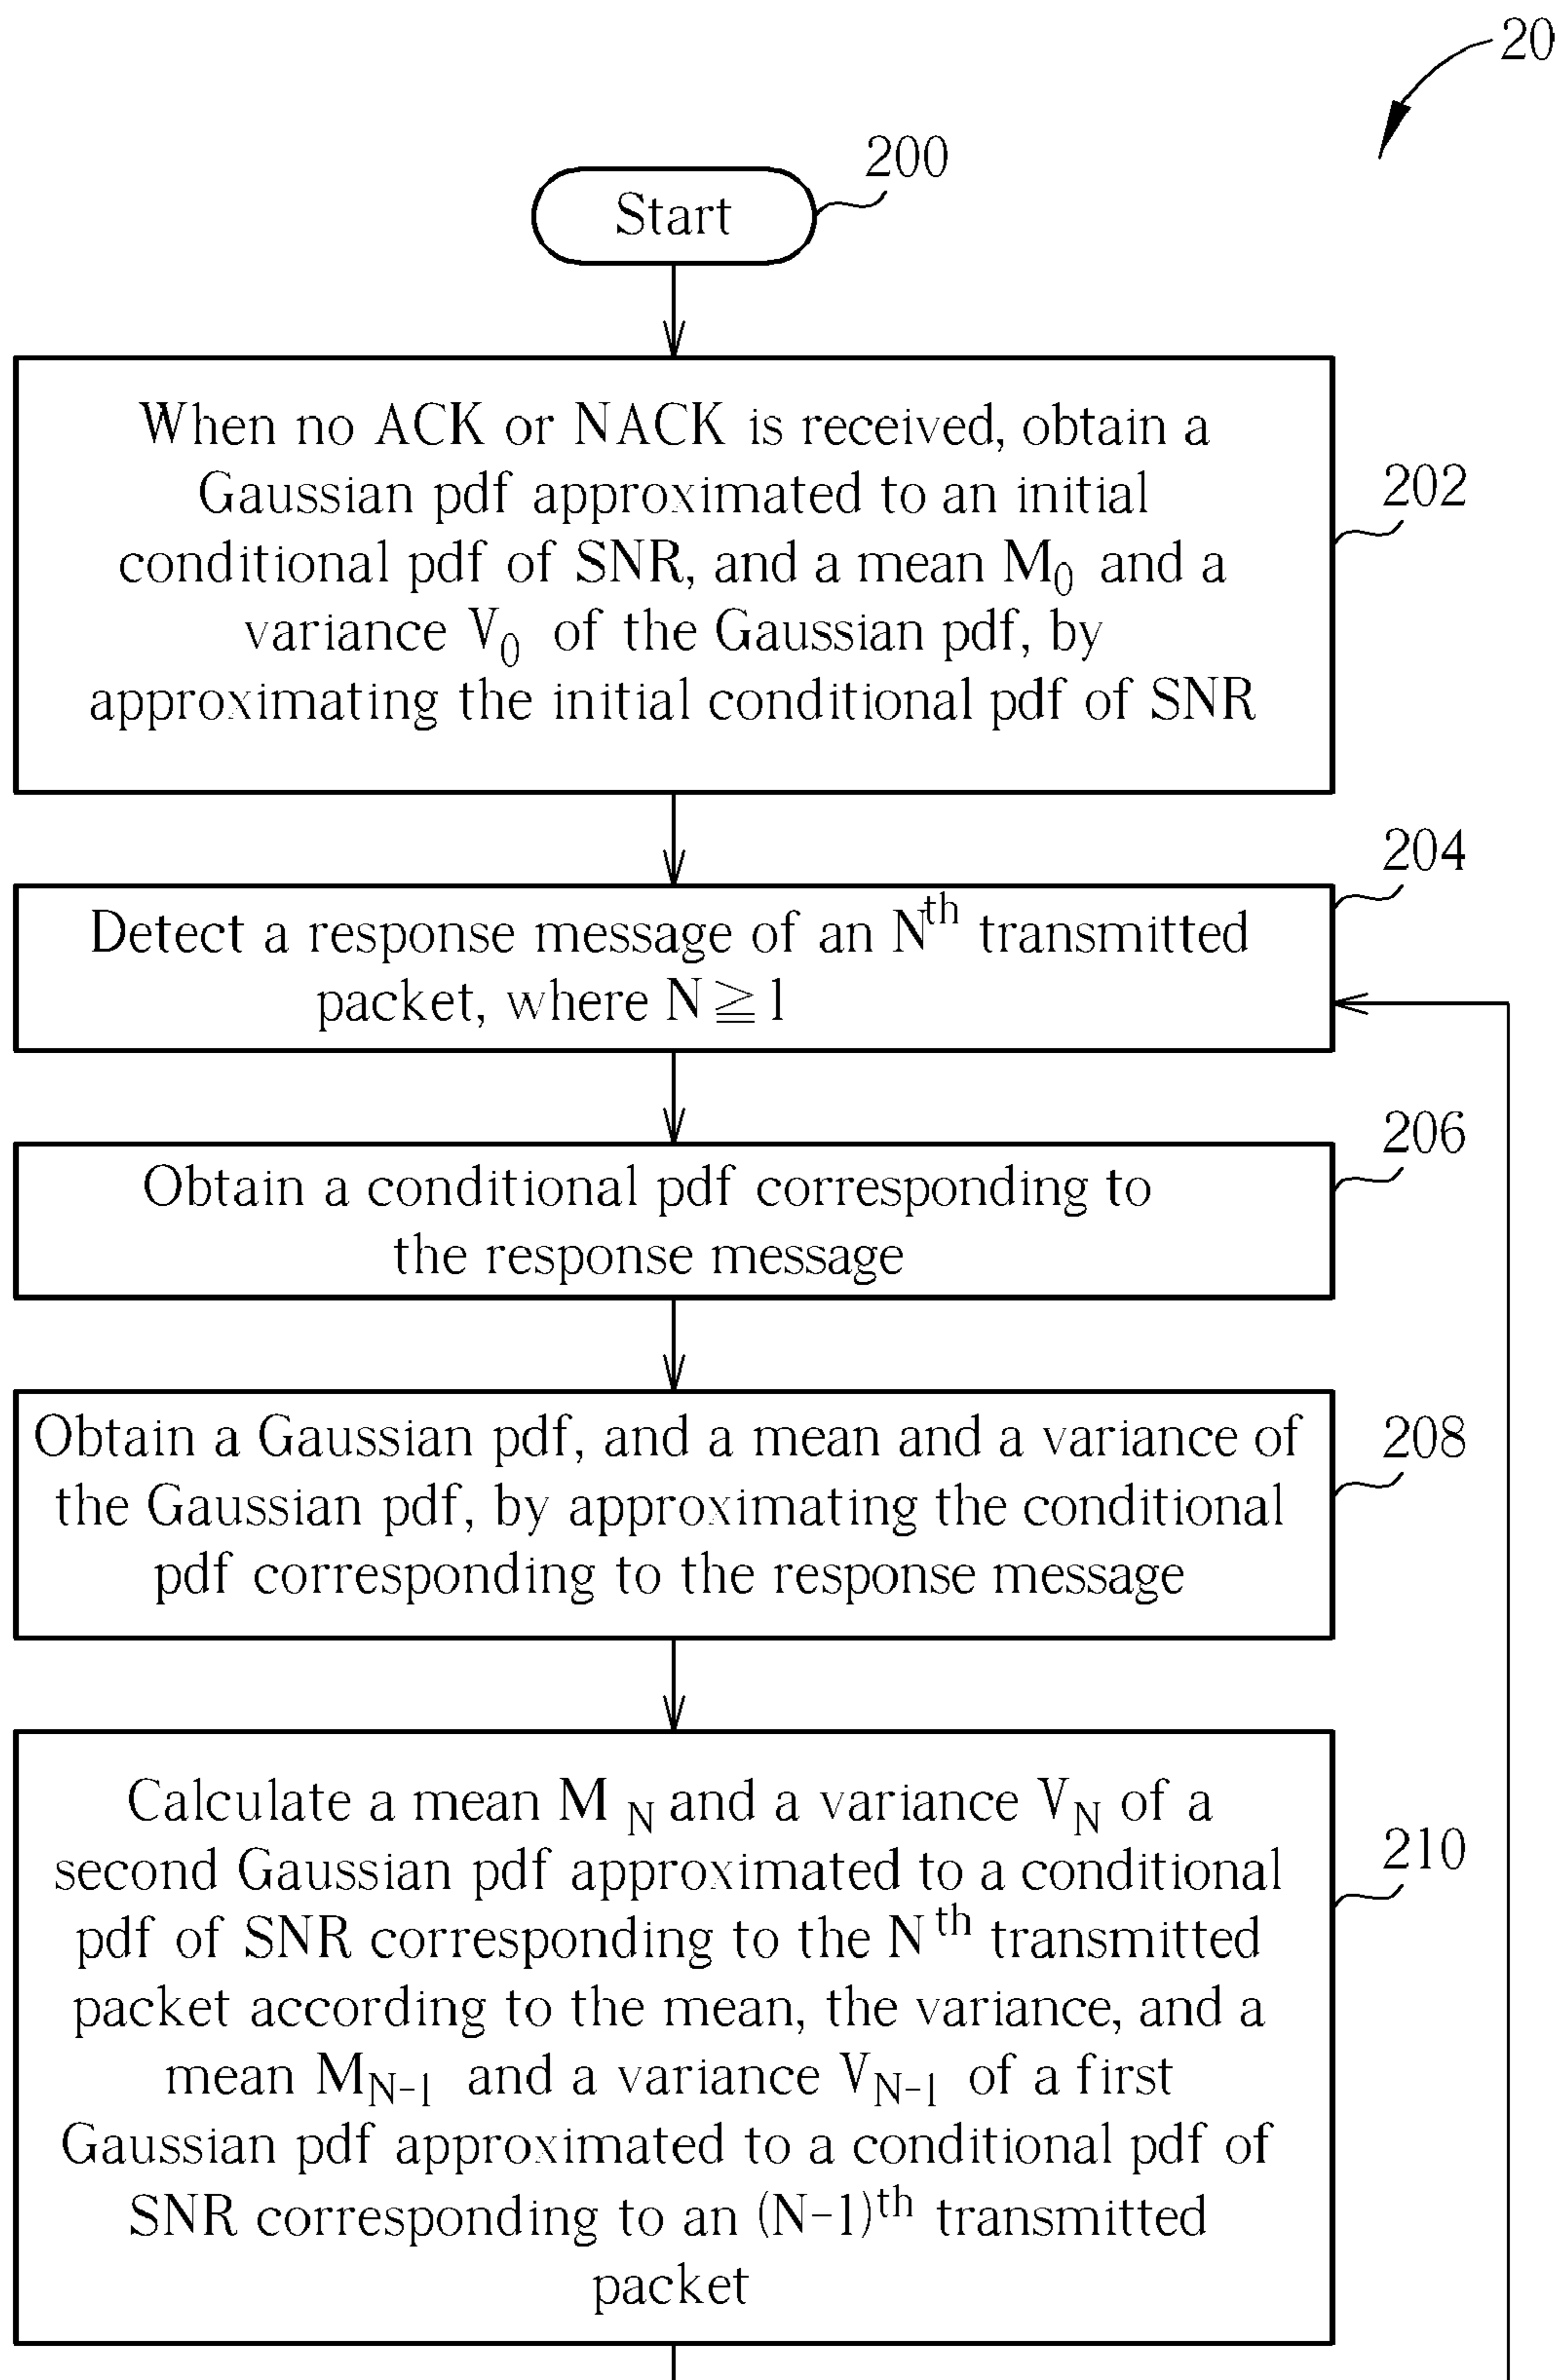 20
Start
200
When no ACK or NACK is received, obtain a
Gaussian pdf approximated to an initial
conditional pdf of SNR, and a mean M₀ and a
variance V₀ of the Gaussian pdf, by
approximating the initial conditional pdf of SNR
202
204
Detect a response message of an Nᵗʰ transmitted
packet, where N ≧ 1
206
Obtain a conditional pdf corresponding to
the response message
208
Obtain a Gaussian pdf, and a mean and a variance of
the Gaussian pdf, by approximating the conditional
pdf corresponding to the response message
Calculate a mean M N and a variance VN of a
second Gaussian pdf approximated to a conditional
pdf of SNR corresponding to the Nᵗʰ transmitted
packet according to the mean, the variance, and a
mean MN-1 and a variance VN-1 of a first
Gaussian pdf approximated to a conditional pdf of
SNR corresponding to an (N-1)ᵗʰ transmitted
packet
210